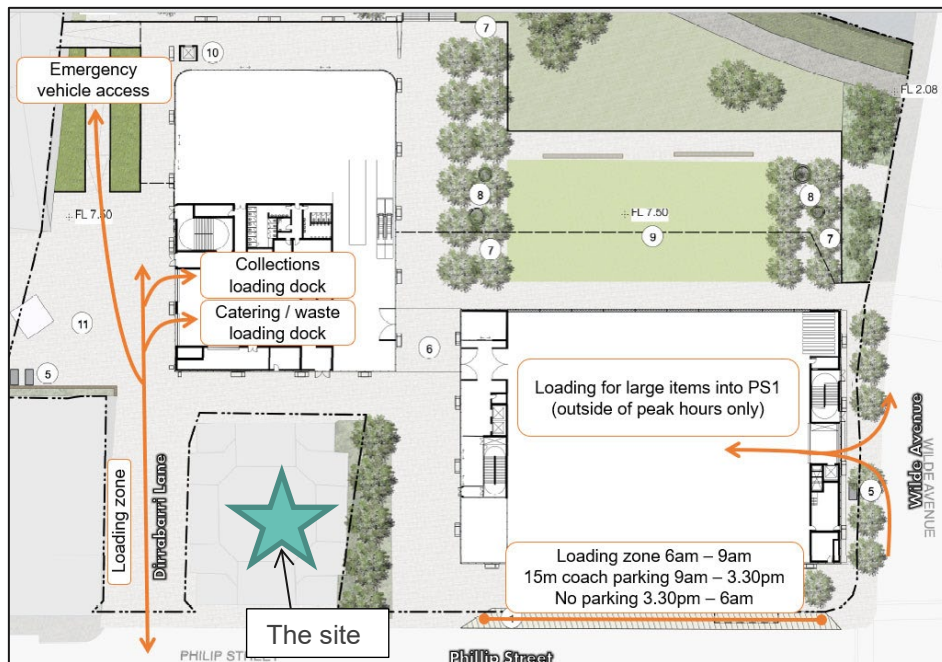 7
10
Emergency
vehicle access
FL 2.08
8
8
FL 7.50
FL 7.50
9
7
7
Collections
loading dock
Catering / waste
loading dock
11
6
5
Loading for large items into PS1
(outside of peak hours only)
Loading zone
Dirrabarri Lane
5
Wilde Avenue
WILDE AVENUE
Loading zone 6am – 9am
15m coach parking 9am – 3.30pm
No parking 3.30pm – 6am
The site
PHILIP STREET
Phillip Street